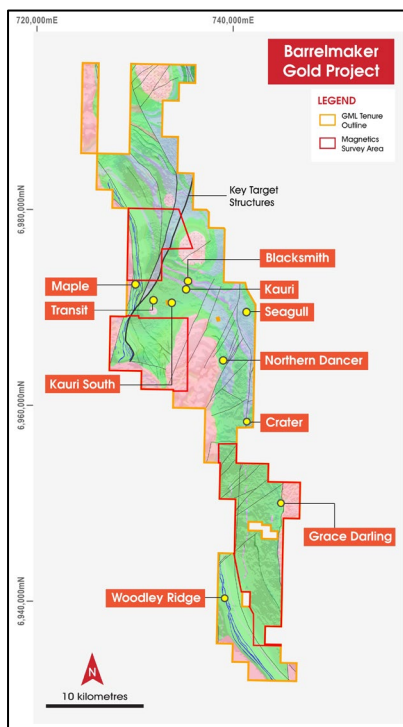 720,000mE
740,000mE
Barrelmaker
Gold Project
LEGEND
GML Tenure
Outline
Magnetics
Survey Area
6,980,000mN
Key Target
Structures
Blacksmith
Maple
Kauri
Transit
Seagull
Northern Dancer
Kauri South
6,960,000mN
Crater
Grace Darling
Woodley Ridge
6,940,000mN
N
10 kilometres